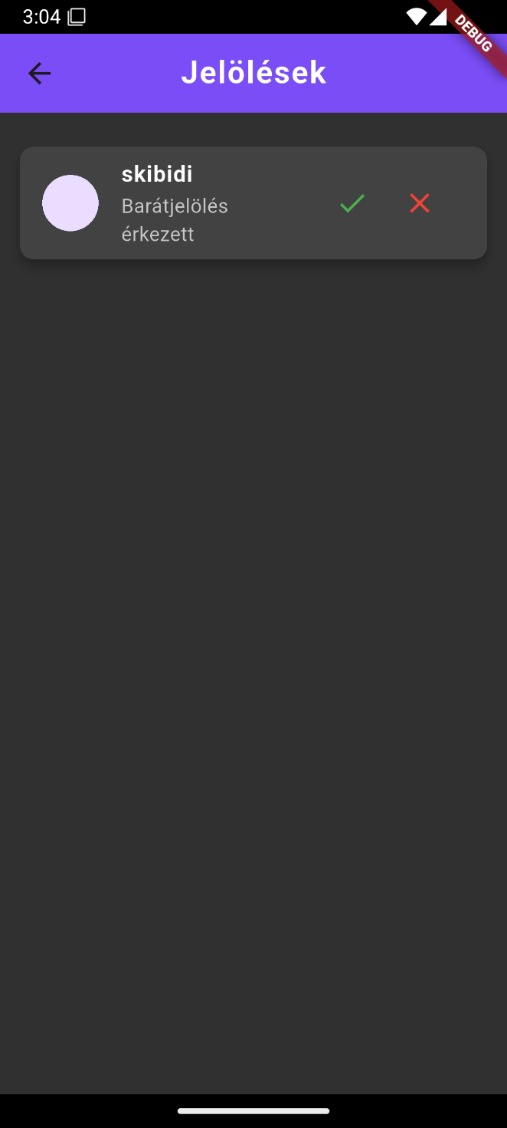 3:04
DEBUG
Jelölések
skibidi
Barátjelölés
érkezett